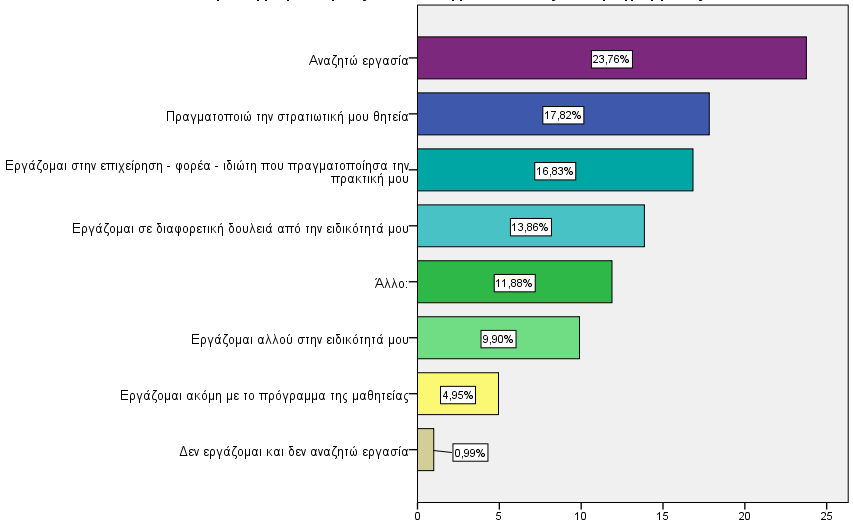 Αναζητώ εργασία
23,76%
Πραγματοποιώ την στρατιωτική μου θητεία
17,82%
Εργάζομαι στην επιχείρηση - φορέα - ιδιώτη που πραγματοποίησα την
πρακτική μου
16,83%
Εργάζομαι σε διαφορετική δουλειά από την ειδικότητά μου
13,86%
Άλλο:
11,88%
Εργάζομαι αλλού στην ειδικότητά μου
9,90%
Εργάζομαι ακόμη με το πρόγραμμα της μαθητείας
4,95%
Δεν εργάζομαι και δεν αναζητώ εργασία
0,99%
0 5 10 15 20 25